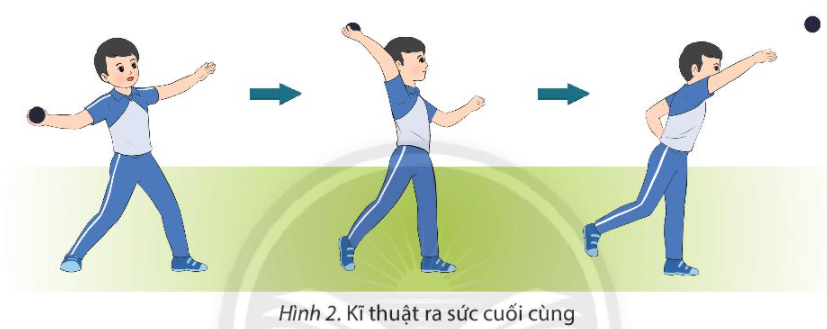 Hình 2. Kĩ thuật ra sức cuối cùng